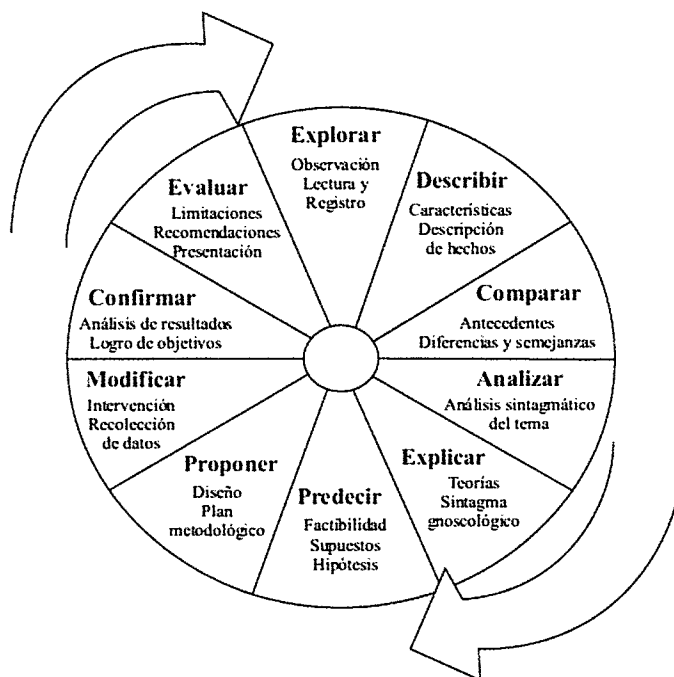 Explorar
Observación
Lectura y
Registro
Describir
Características
Descripción
de hechos
Comparar
Antecedentes
Diferencias y semejanzas
Analizar
Análisis sintagmático
del tema
Explicar
Teorías
Sintagma
gnoscológico
Predecir
Factibilidad
Supuestos
Hipótesis
Proponer
Diseño
Plan
metodológico
Modificar
Intervención
Recolección
de datos
Confirmar
Análisis de resultados
Logro de objetivos
Evaluar
Limitaciones
Recomendaciones
Presentación